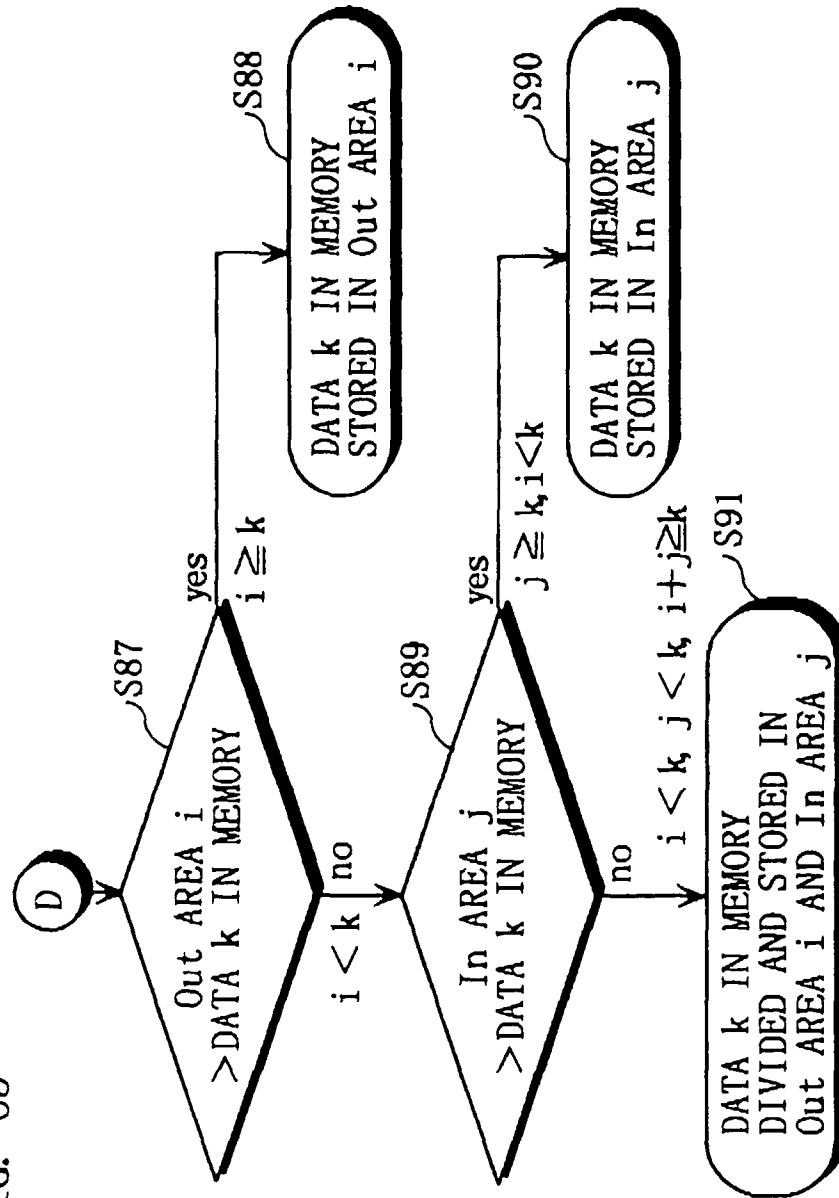 D
S87
Out AREA i
>DATA k IN MEMORY
yes
i ≧ k
S88
DATA k IN MEMORY
STORED IN Out AREA i
no
i < k
S89
In AREA j
>DATA k IN MEMORY
yes
j ≧ k, i < k
S90
DATA k IN MEMORY
STORED IN In AREA j
no
i < k, j < k, i+j≧k
S91
DATA k IN MEMORY
DIVIDED AND STORED IN
Out AREA i AND In AREA j